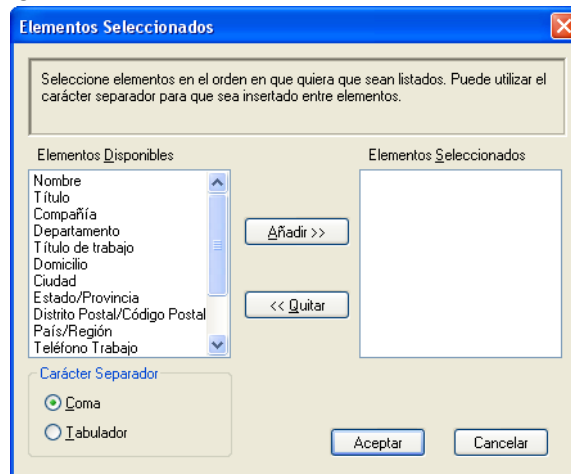 Elementos Seleccionados
Seleccione elementos en el orden en que quiera que sean listados. Puede utilizar el
carácter separador para que sea insertado entre elementos.
Elementos Disponibles
Elementos Seleccionados
Nombre
Título
Compañía
Departamento
Título de trabajo
Domicilio
Ciudad
Estado/Provincia
Distrito Postal/Código Postal
País/Región
Teléfono Trabajo
Añadir >>
<< Quitar
Carácter Separador
Coma
Tabulador
Aceptar
Cancelar